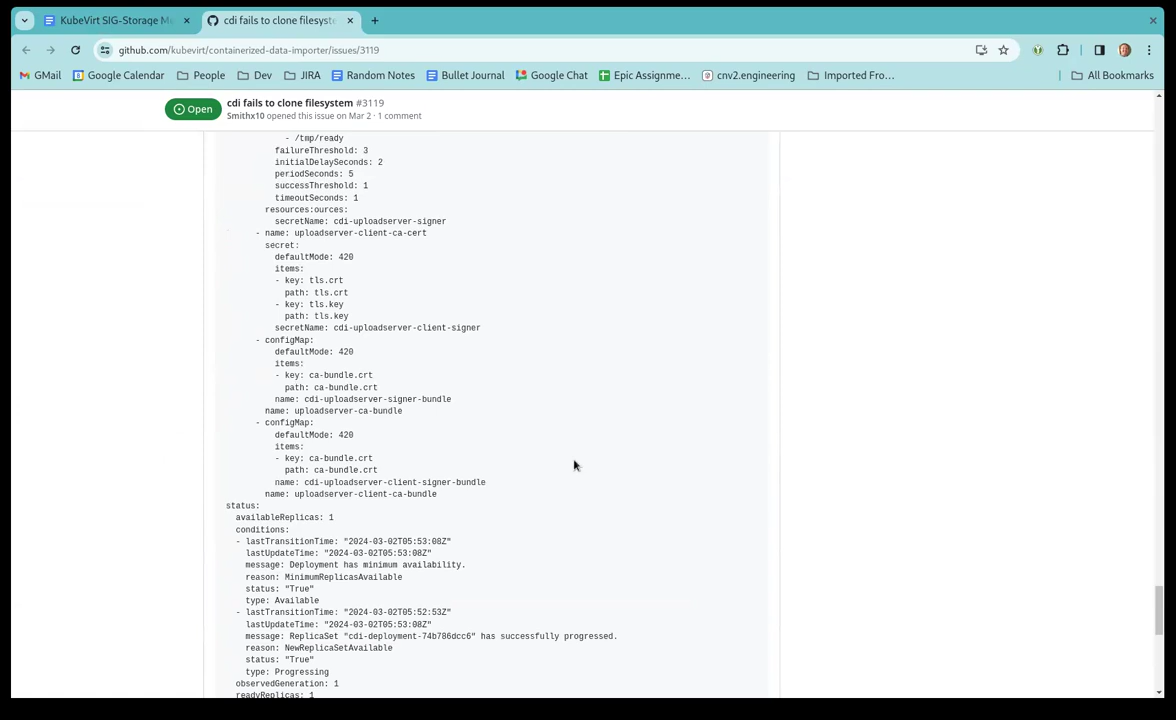 KubeVirt SIG-Storage Me
cdi fails to clone filesyste
github.com/kubevirt/containerized-data-importer/issues/3119
GMail
Google Calendar
People
Dev
JIRA
Random Notes
Bullet Journal
Google Chat
Epic Assignme...
cnv2.engineering
Imported Fro...
All Bookmarks
Open
cdi fails to clone filesystem #3119
Smithx10 opened this issue on Mar 2 · 1 comment
- /tmp/ready
failureThreshold: 3
initialDelaySeconds: 2
periodSeconds: 5
successThreshold: 1
timeoutSeconds: 1
resources:ources:
secretName: cdi-uploadserver-signer
- name: uploadserver-client-ca-cert
secret:
defaultMode: 420
items:
- key: tls.crt
path: tls.crt
- key: tls.key
path: tls.key
secretName: cdi-uploadserver-client-signer
- configMap:
defaultMode: 420
items:
- key: ca-bundle.crt
path: ca-bundle.crt
name: cdi-uploadserver-signer-bundle
name: uploadserver-ca-bundle
- configMap:
defaultMode: 420
items:
- key: ca-bundle.crt
path: ca-bundle.crt
name: cdi-uploadserver-client-signer-bundle
name: uploadserver-client-ca-bundle
status:
availableReplicas: 1
conditions:
- lastTransitionTime: "2024-03-02T05:53:08Z"
lastUpdateTime: "2024-03-02T05:53:08Z"
message: Deployment has minimum availability.
reason: MinimumReplicasAvailable
status: "True"
type: Available
- lastTransitionTime: "2024-03-02T05:52:53Z"
lastUpdateTime: "2024-03-02T05:53:08Z"
message: ReplicaSet "cdi-deployment-74b786dcc6" has successfully progressed.
reason: NewReplicaSetAvailable
status: "True"
type: Progressing
observedGeneration: 1
readyReplicas: 1